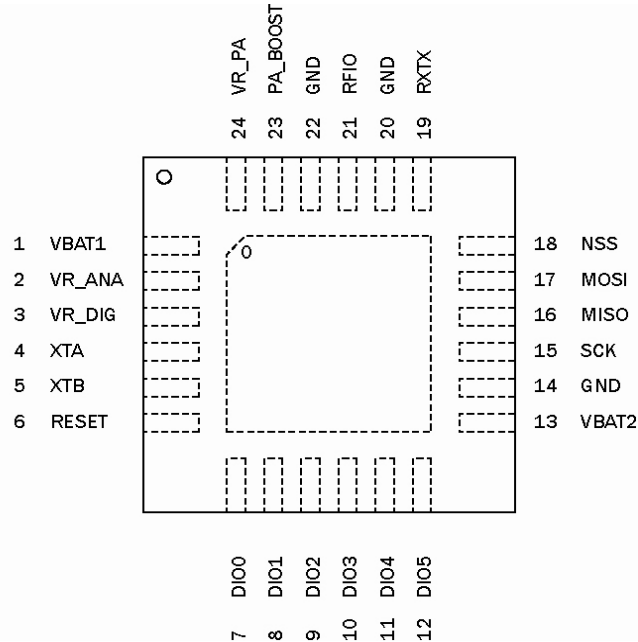 VR_PA
PA_BOOST
GND
RFIO
GND
RXTX
24
23
22
21
20
19
1 VBAT1
2 VR_ANA
3 VR_DIG
4 XTA
5 XTB
6 RESET
0
18 NSS
17 MOSI
16 MISO
15 SCK
14 GND
13 VBAT2
DIO0
DIO1
DIO2
DIO3
DIO4
DIO5
7
8
9
10
11
12